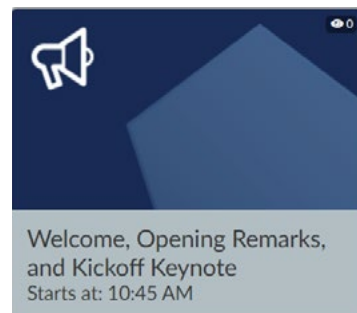 0
Welcome, Opening Remarks,
and Kickoff Keynote
Starts at: 10:45 AM